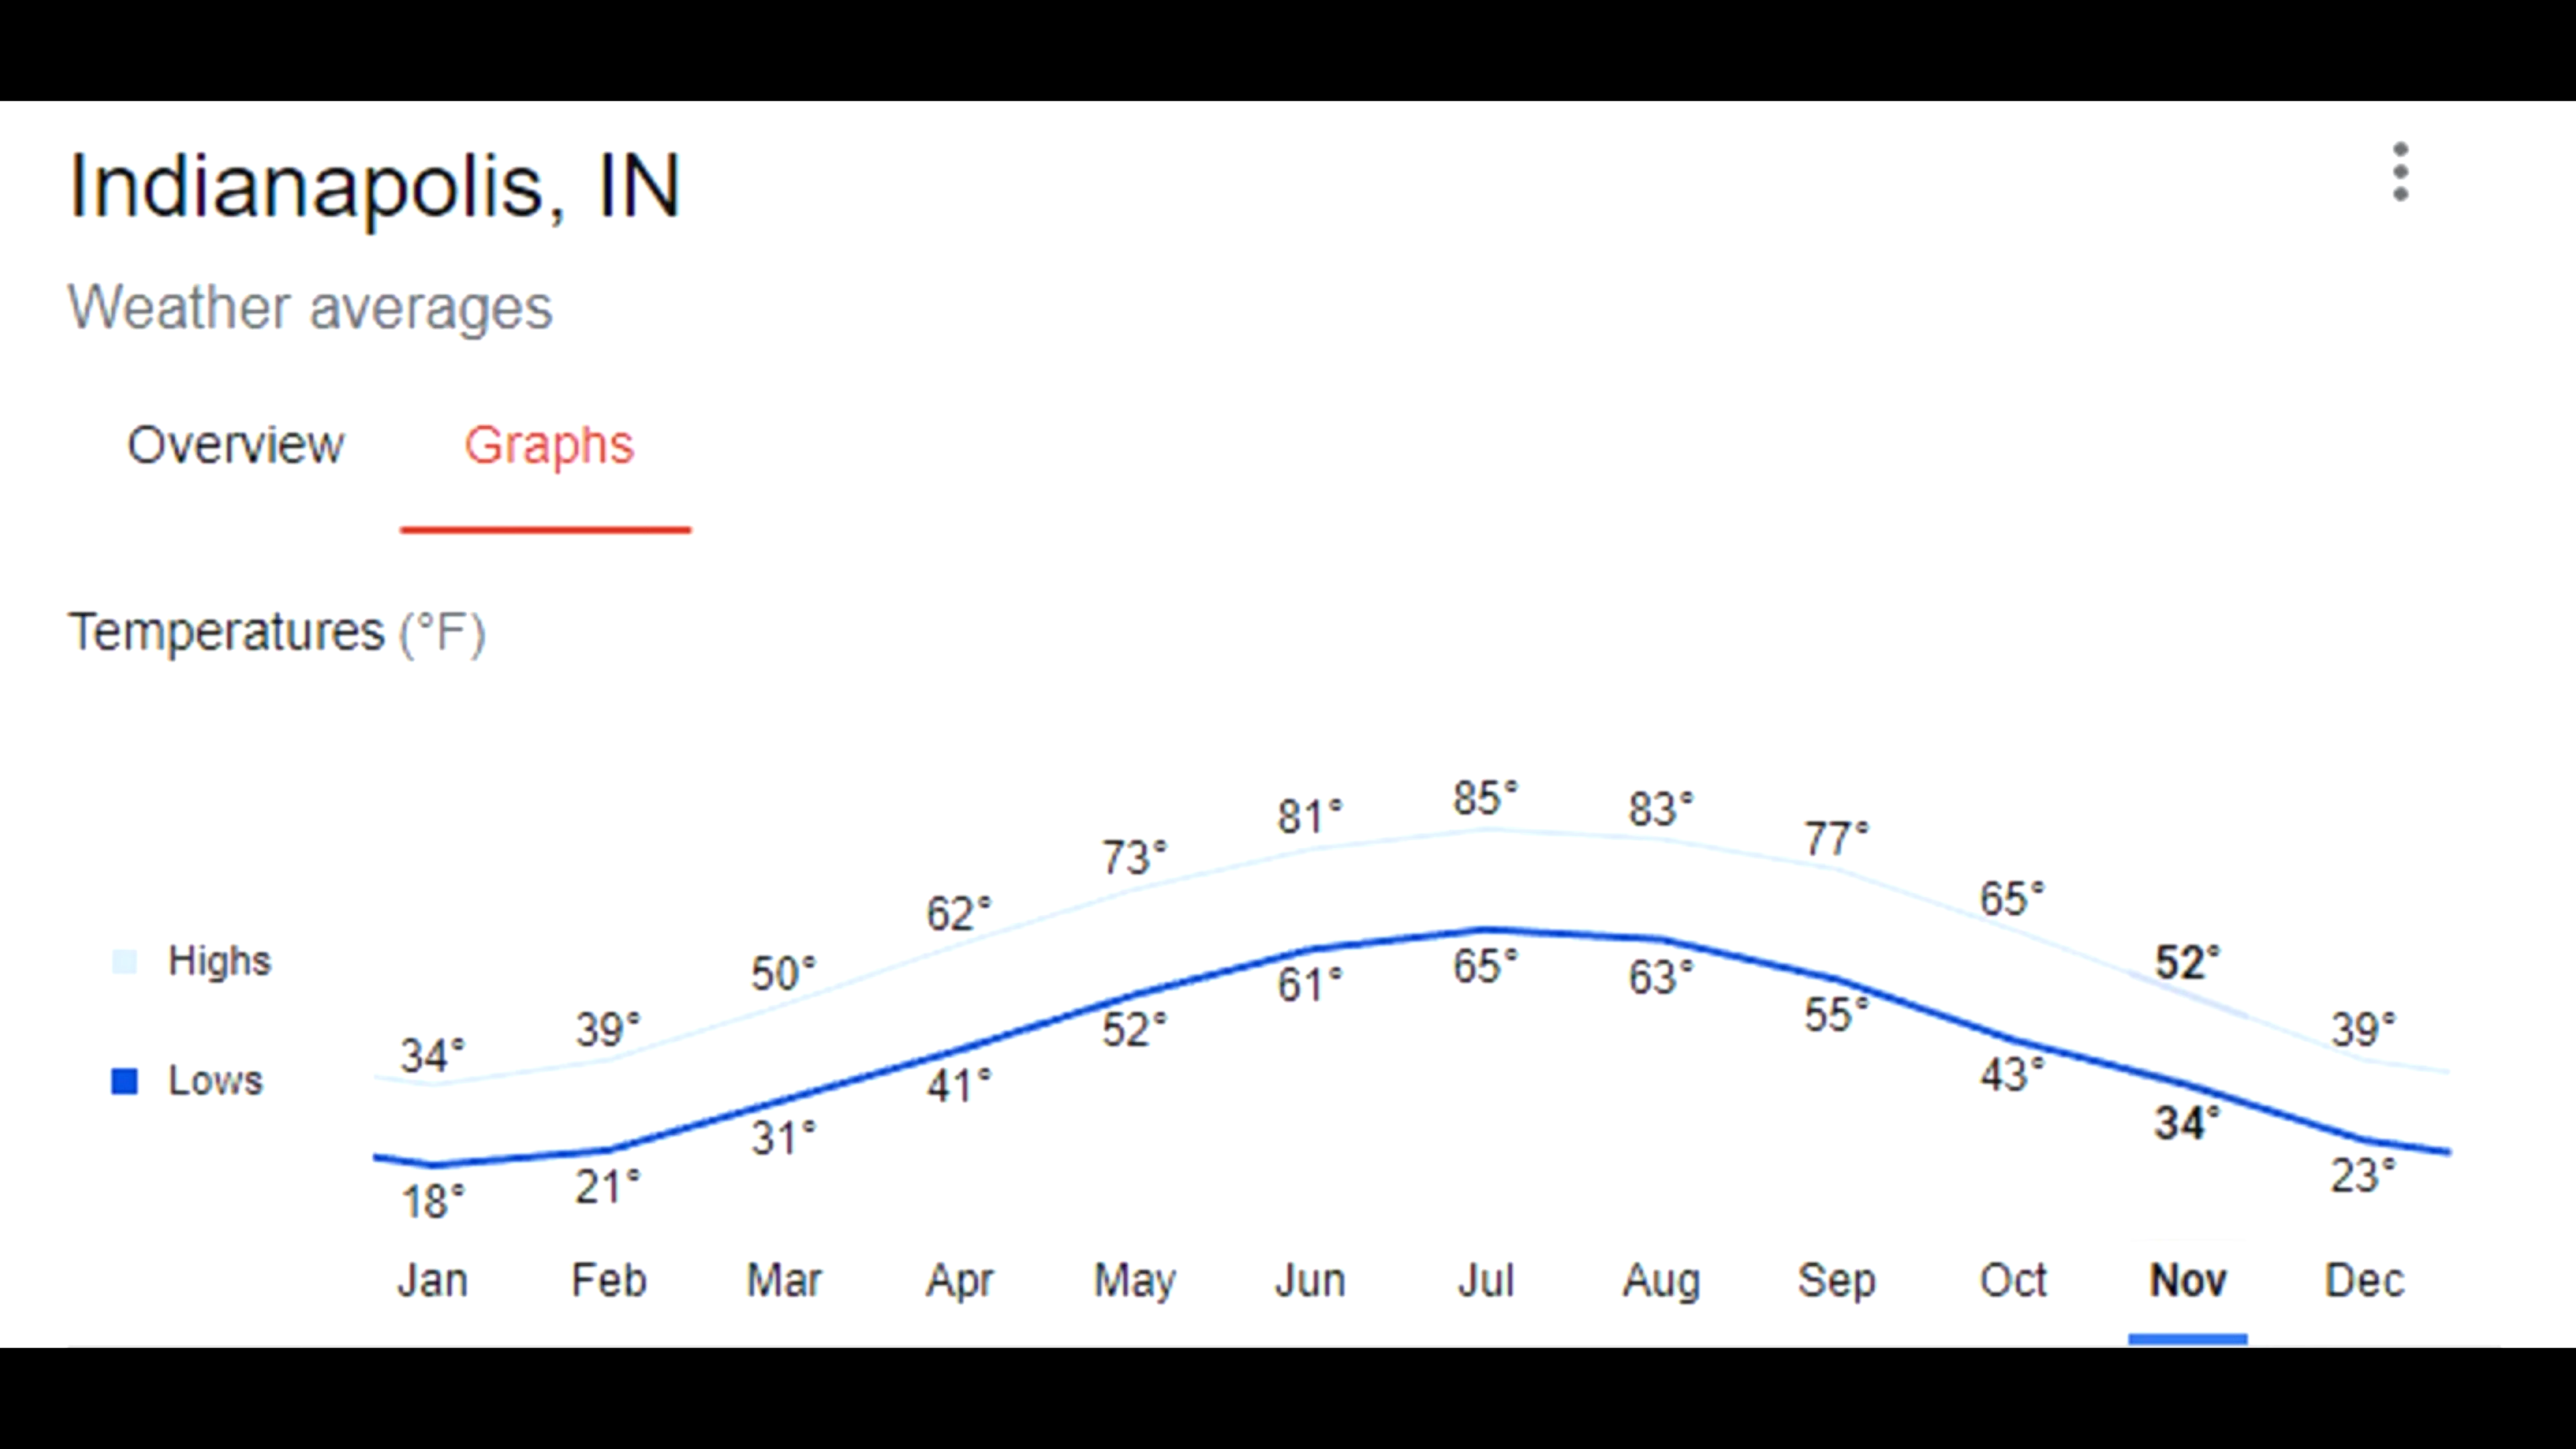 Indianapolis, IN
Weather averages
Overview Graphs
Temperatures (°F)
85°
81° 83°
77°
73°
65°
62°
Highs 50° 52°
65°
61° 63°
34° 39° 55° 39°
52°
Lows 41° 43°
31° 34°
18° 21° 23°
Jan Feb Mar Apr May Jun Jul Aug Sep Oct Nov Dec